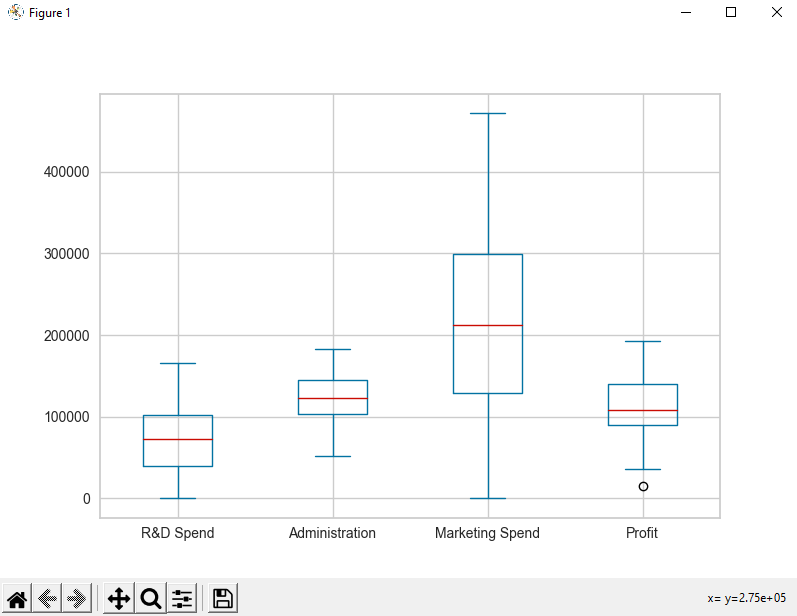 Figure 1
400000
300000
200000
100000
0
R&D Spend Administration Marketing Spend Profit
x= y=2.75e+05